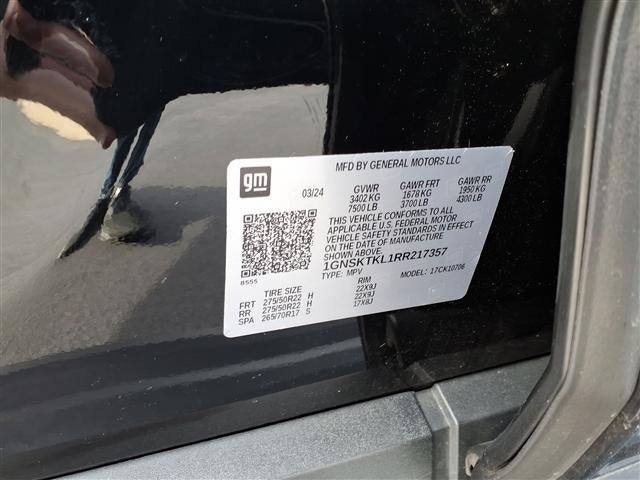 gm
MFD BY GENERAL MOTORS LLC
03/24 GVWR GAWR FRT GAWR RR
3402 KG 1678 KG 1950 KG
7500 LB 3700 LB 4300 LB
THIS VEHICLE CONFORMS TO ALL
APPLICABLE U.S. FEDERAL MOTOR
VEHICLE SAFETY STANDARDS IN EFFECT
ON THE DATE OF MANUFACTURE
SHOWN ABOVE.
1GNSKTKL1RR217357
TYPE: MPV MODEL: 17CK10706
8555
TIRE SIZE RIM
FRT 275/50R22 H 22X9J
RR 275/50R22 H 22X9J
SPA 265/70R17 S 17X8J